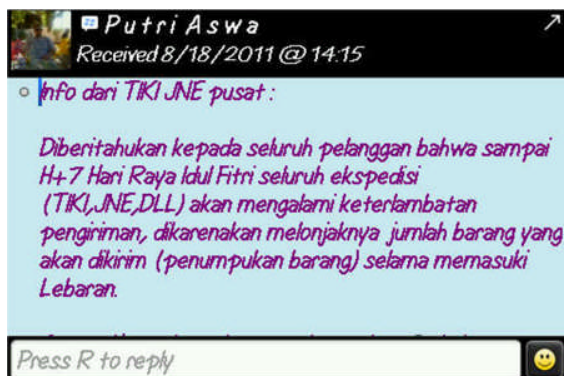 Putri Aswa
Received 8/18/2011 @ 14:15
Info dari TIKI JNE pusat :
Diberitahukan kepada seluruh pelanggan bahwa sampai
H+7 Hari Raya Idul Fitri seluruh ekspedisi
(TIKI,JNE,DLL) akan mengalami keterlambatan
pengiriman, dikarenakan melonjaknya jumlah barang yang
akan dikirim (penumpukan barang) selama memasuki
Lebaran.
Press R to reply